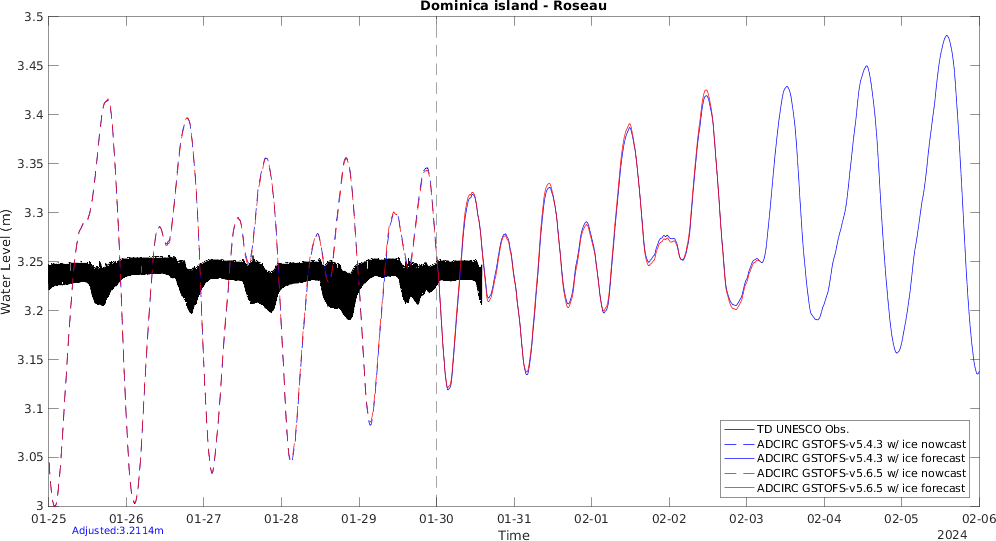 Dominica island - Roseau
3.5
3.45
3.4
3.35
3.3
3.25
3.2
3.15
3.1
3.05
3
Water Level (m)
TD UNESCO Obs.
ADCIRC GSTOFS-v5.4.3 w/ ice nowcast
ADCIRC GSTOFS-v5.4.3 w/ ice forecast
ADCIRC GSTOFS-v5.6.5 w/ ice nowcast
ADCIRC GSTOFS-v5.6.5 w/ ice forecast
01-25 01-26 01-27 01-28 01-29 01-30 01-31 02-01 02-02 02-03 02-04 02-05 02-06
Adjusted:3.2114m
Time
2024